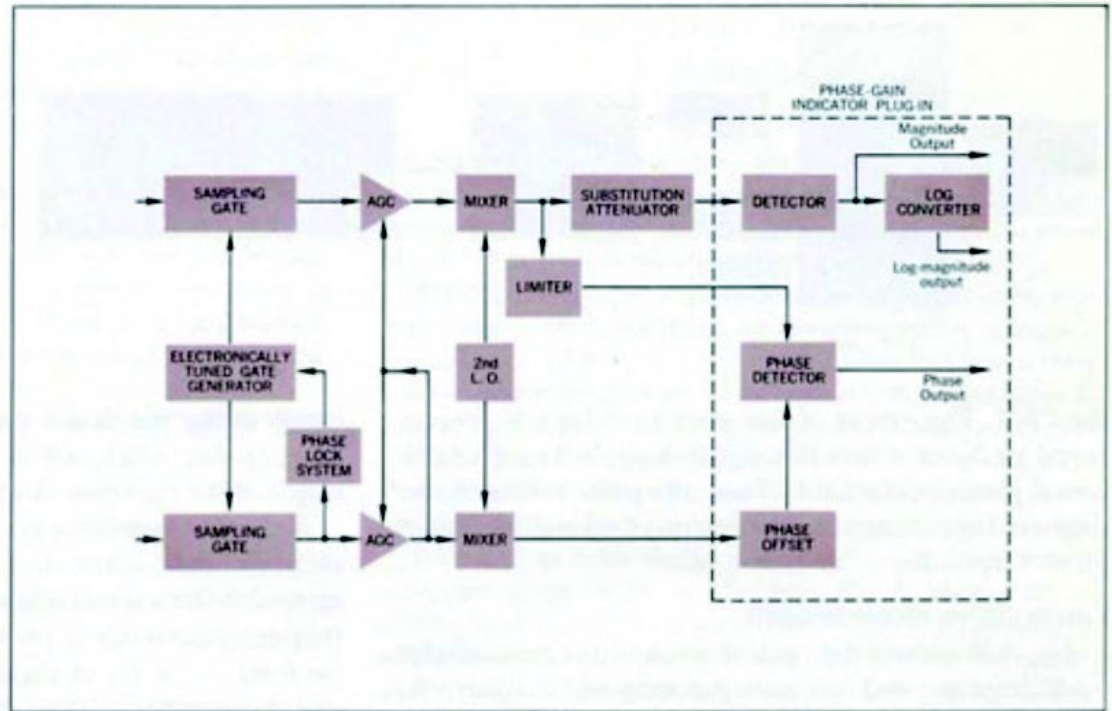 PHASE-GAIN
INDICATOR PLUG-IN
Magnitude
Output
SAMPLING
GATE
AGC
MIXER
SUBSTITUTION
ATTENUATOR
DETECTOR
LOG
CONVERTER
Log-magnitude
output
LIMITER
ELECTRONICALLY
TUNED GATE
GENERATOR
2nd
L. O.
PHASE
DETECTOR
Phase
Output
PHASE
LOCK
SYSTEM
SAMPLING
GATE
AGC
MIXER
PHASE
OFFSET